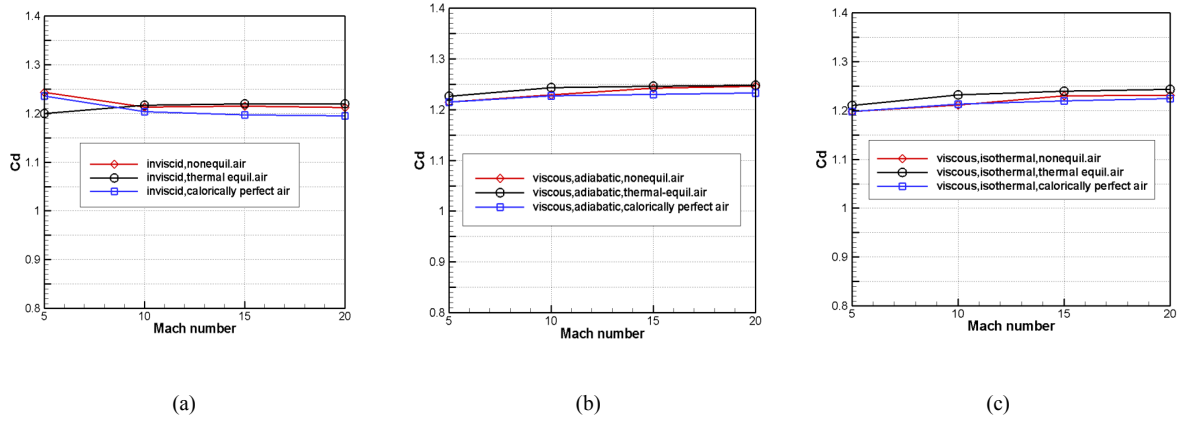 1.4
1.3
1.2
1.1
1
0.9
0.8
Cd
inviscid,nonequil.air
inviscid,thermal equil.air
inviscid,calorically perfect air
5
10
15
20
Mach number
(a)
1.4
1.3
1.2
1.1
1
0.9
0.8
Cd
viscous,adiabatic,nonequil.air
viscous,adiabatic,thermal-equil.air
viscous,adiabatic,calorically perfect air
5
10
15
20
Mach number
(b)
1.4
1.3
1.2
1.1
1
0.9
0.8
Cd
viscous,isothermal,nonequil.air
viscous,isothermal,thermal equil.air
viscous,isothermal,calorically perfect air
5
10
15
20
Mach number
(c)